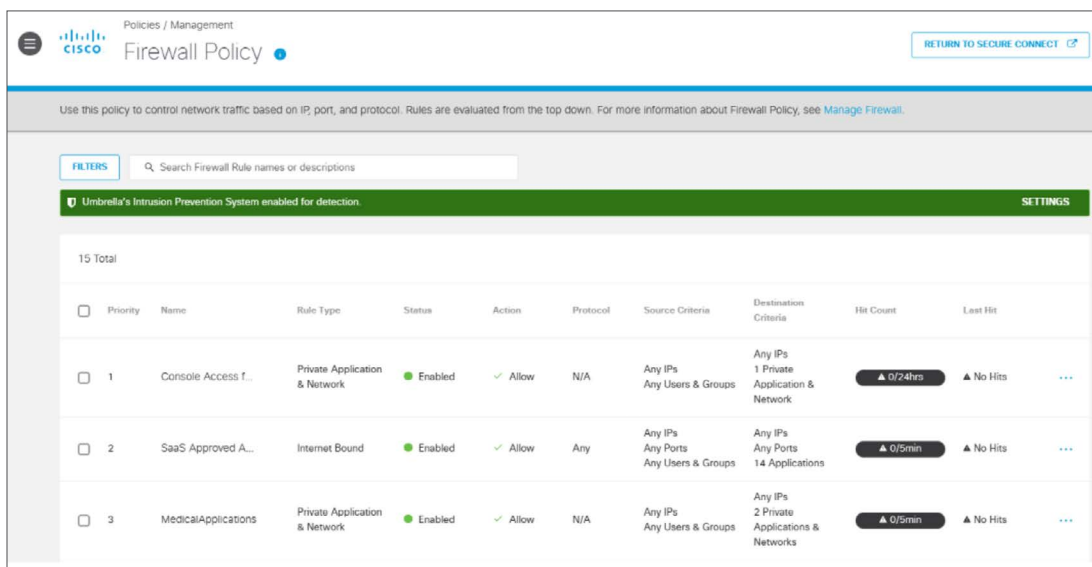 Policies / Management
CISCO
Firewall Policy
RETURN TO SECURE CONNECT
Use this policy to control network traffic based on IP, port, and protocol. Rules are evaluated from the top down. For more information about Firewall Policy, see Manage Firewall.
FILTERS
Search Firewall Rule names or descriptions
Umbrella's Intrusion Prevention System enabled for detection.
SETTINGS
15 Total
Priority Name Rule Type Status Action Protocol Source Criteria Destination Criteria Hit Count Last Hit
1 Console Access f... Private Application & Network Enabled Allow N/A Any IPs Any Users & Groups Any IPs 1 Private Application & Network 0/24hrs No Hits ...
2 SaaS Approved A... Internet Bound Enabled Allow Any Any IPs Any Ports Any Users & Groups Any IPs Any Ports 14 Applications 0/5min No Hits ...
3 MedicalApplications Private Application & Network Enabled Allow N/A Any IPs Any Users & Groups Any IPs 2 Private Applications & Networks 0/5min No Hits ...